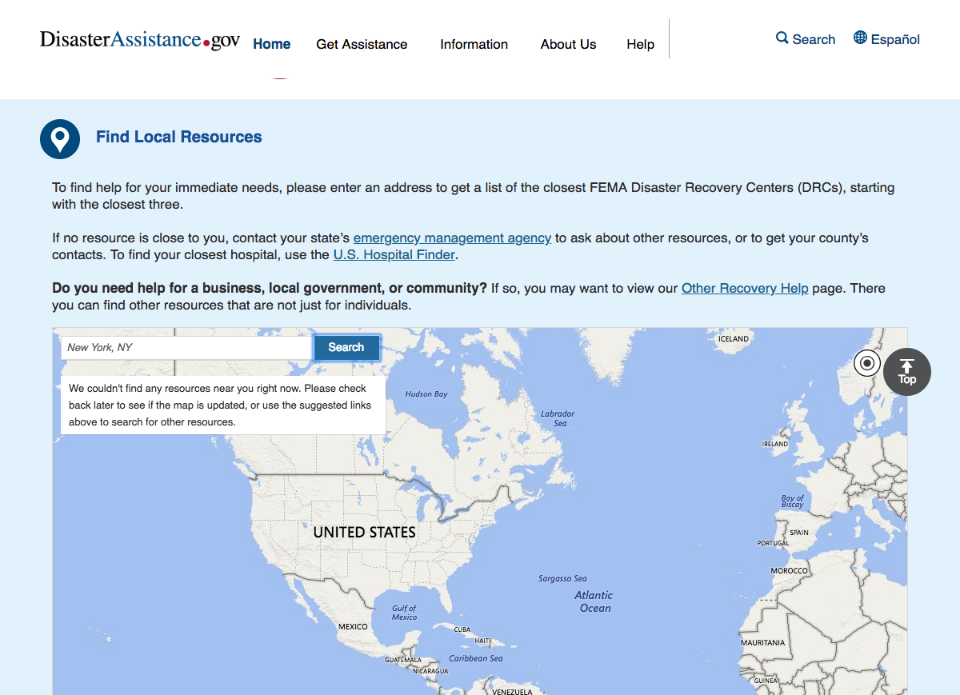 DisasterAssistance.gov
Home
Get Assistance
Information
About Us
Help
Search
Español
Find Local Resources
To find help for your immediate needs, please enter an address to get a list of the closest FEMA Disaster Recovery Centers (DRCs), starting
with the closest three.
If no resource is close to you, contact your state's emergency management agency to ask about other resources, or to get your county's
contacts. To find your closest hospital, use the U.S. Hospital Finder.
Do you need help for a business, local government, or community? If so, you may want to view our Other Recovery Help page. There
you can find other resources that are not just for individuals.
New York, NY
Search
We couldn't find any resources near you right now. Please check
back later to see if the map is updated, or use the suggested links
above to search for other resources.
Top
ICELAND
Hudson Bay
Labrador
Sea
IRELAND
Bay of
Biscay
UNITED STATES
SPAIN
PORTUGAL
MOROCCO
Sargasso Sea
Atlantic
Ocean
Gulf of
Mexico
MEXICO
CUBA
HAITI
MAURITANIA
GUATEMALA
Caribbean Sea
NICARAGUA
GUINEA
VENEZUELA